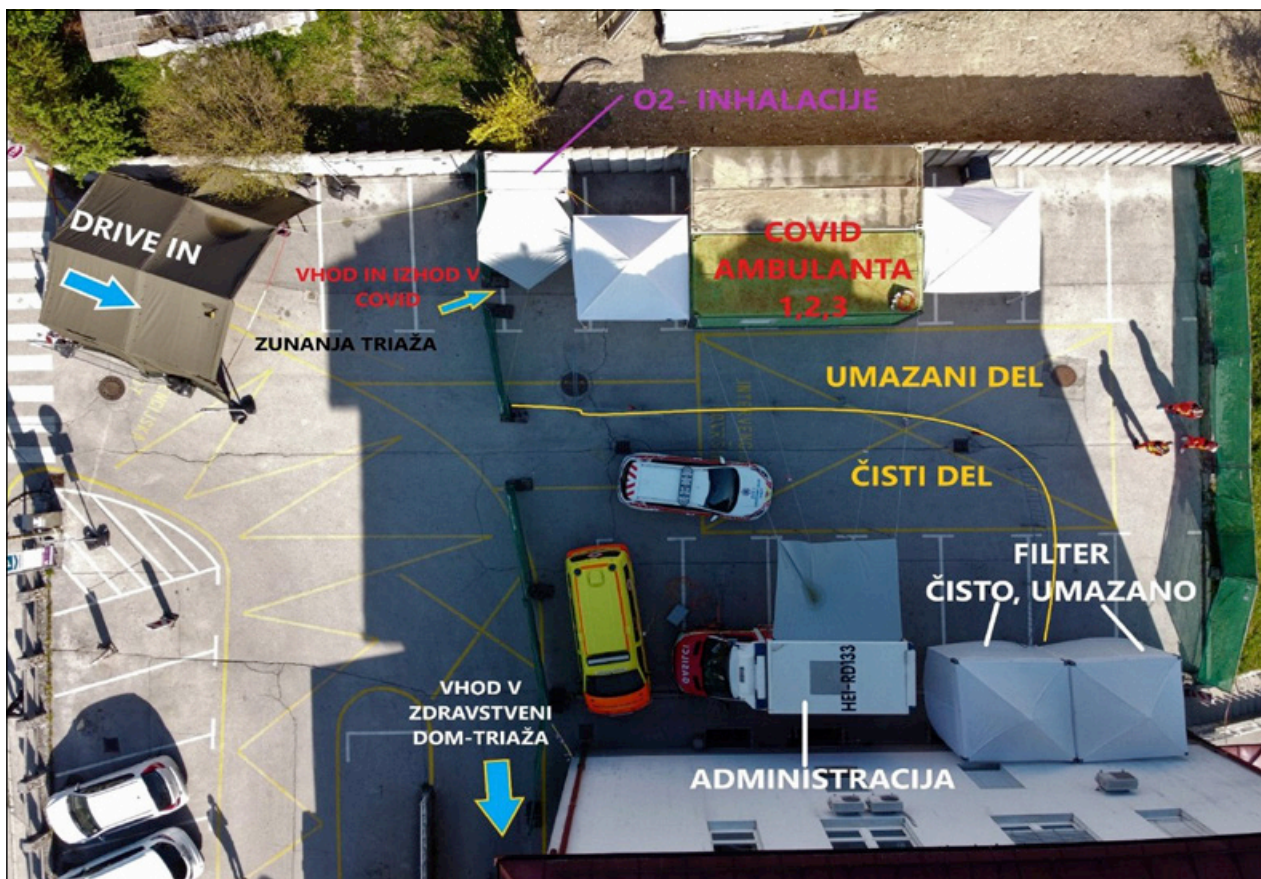 O2- INHALACIJE
DRIVE IN
COVID
AMBULANTA
1,2,3
VHOD IN IZHOD V
COVID
ZUNANJA TRIAŽA
UMAZANI DEL
ČISTI DEL
FILTER
ČISTO, UMAZANO
HEI-RD133
VHOD V
ZDRAVSTVENI
DOM-TRIAŽA
ADMINISTRACIJA